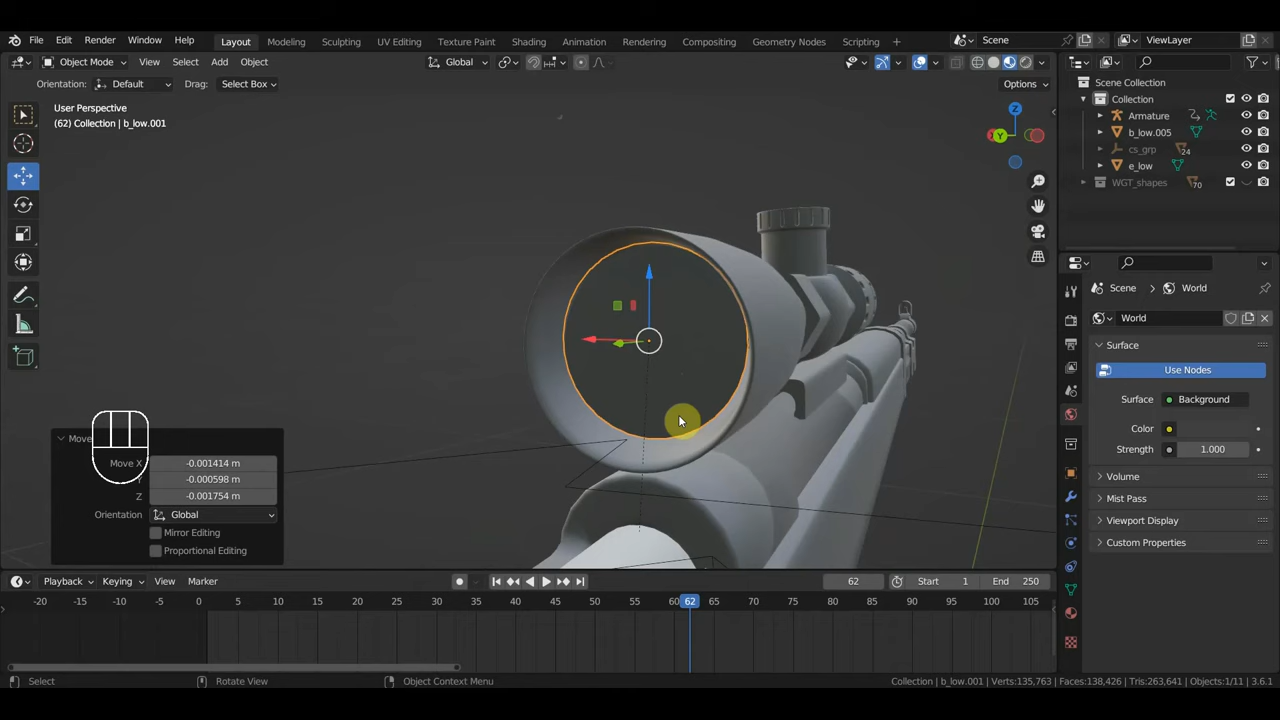 File Edit Render Window Help Layout Modeling Sculpting UV Editing Texture Paint Shading Animation Rendering Compositing Geometry Nodes Scripting + Scene ViewLayer
Object Mode View Select Add Object Global Options
Orientation: Default Drag: Select Box
User Perspective
(62) Collection | b_low.001
Z
Y
Scene Collection
Collection
Armature
b_low.005
cs_grp 24
e_low
WGT_shapes 70
Scene World
World
Surface
Use Nodes
Surface Background
Color
Strength 1.000
Volume
Mist Pass
Viewport Display
Custom Properties
Move
Move X -0.001414 m
Y -0.000598 m
Z -0.001754 m
Orientation Global
Mirror Editing
Proportional Editing
Playback Keying View Marker 62 Start 1 End 250
-20 -15 -10 -5 0 5 10 15 20 25 30 35 40 45 50 55 60 62 65 70 75 80 85 90 95 100 105
Select Rotate View Object Context Menu Collection | b_low.001 | Verts:135,763 | Faces:138,426 | Tris:263,641 | Objects:1/11 | 3.6.1